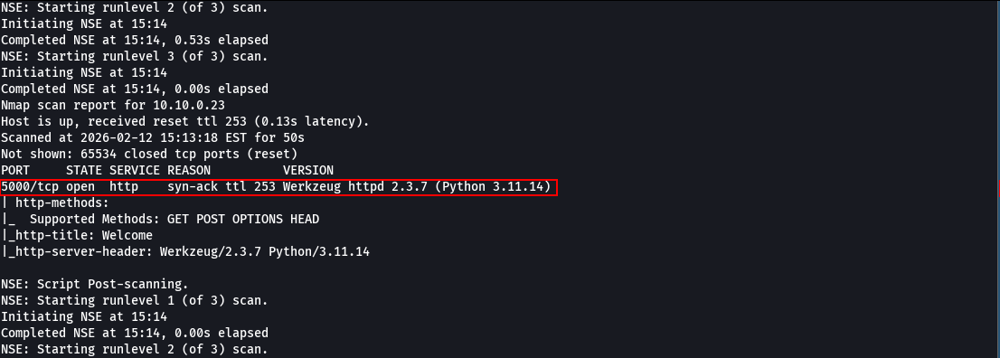 NSE: Starting runlevel 2 (of 3) scan.
Initiating NSE at 15:14
Completed NSE at 15:14, 0.53s elapsed
NSE: Starting runlevel 3 (of 3) scan.
Initiating NSE at 15:14
Completed NSE at 15:14, 0.00s elapsed
Nmap scan report for 10.10.0.23
Host is up, received reset ttl 253 (0.13s latency).
Scanned at 2026-02-12 15:13:18 EST for 50s
Not shown: 65534 closed tcp ports (reset)
PORT     STATE SERVICE REASON          VERSION
5000/tcp open  http    syn-ack ttl 253 Werkzeug httpd 2.3.7 (Python 3.11.14)
| http-methods:
|_  Supported Methods: GET POST OPTIONS HEAD
|_http-title: Welcome
|_http-server-header: Werkzeug/2.3.7 Python/3.11.14
NSE: Script Post-scanning.
NSE: Starting runlevel 1 (of 3) scan.
Initiating NSE at 15:14
Completed NSE at 15:14, 0.00s elapsed
NSE: Starting runlevel 2 (of 3) scan.